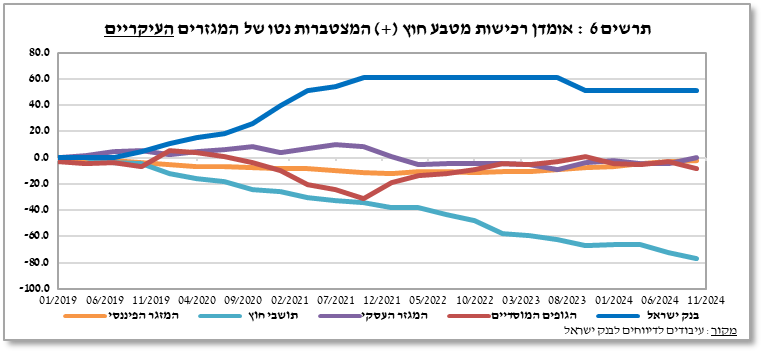 תרשים 6 : אומדן רכישות מטבע חוץ (+) המצטברות נטו של המגזרים העיקריים
80.0
60.0
40.0
20.0
0.0
-20.0
-40.0
-60.0
-80.0
-100.0
01/2019 06/2019 11/2019 04/2020 09/2020 02/2021 07/2021 12/2021 05/2022 10/2022 03/2023 08/2023 01/2024 06/2024 11/2024
בנק ישראל הגופים המוסדיים המגזר העסקי תושבי חוץ המזגר הפיננסי
מקור: עיבודים לדיווחים לבנק ישראל